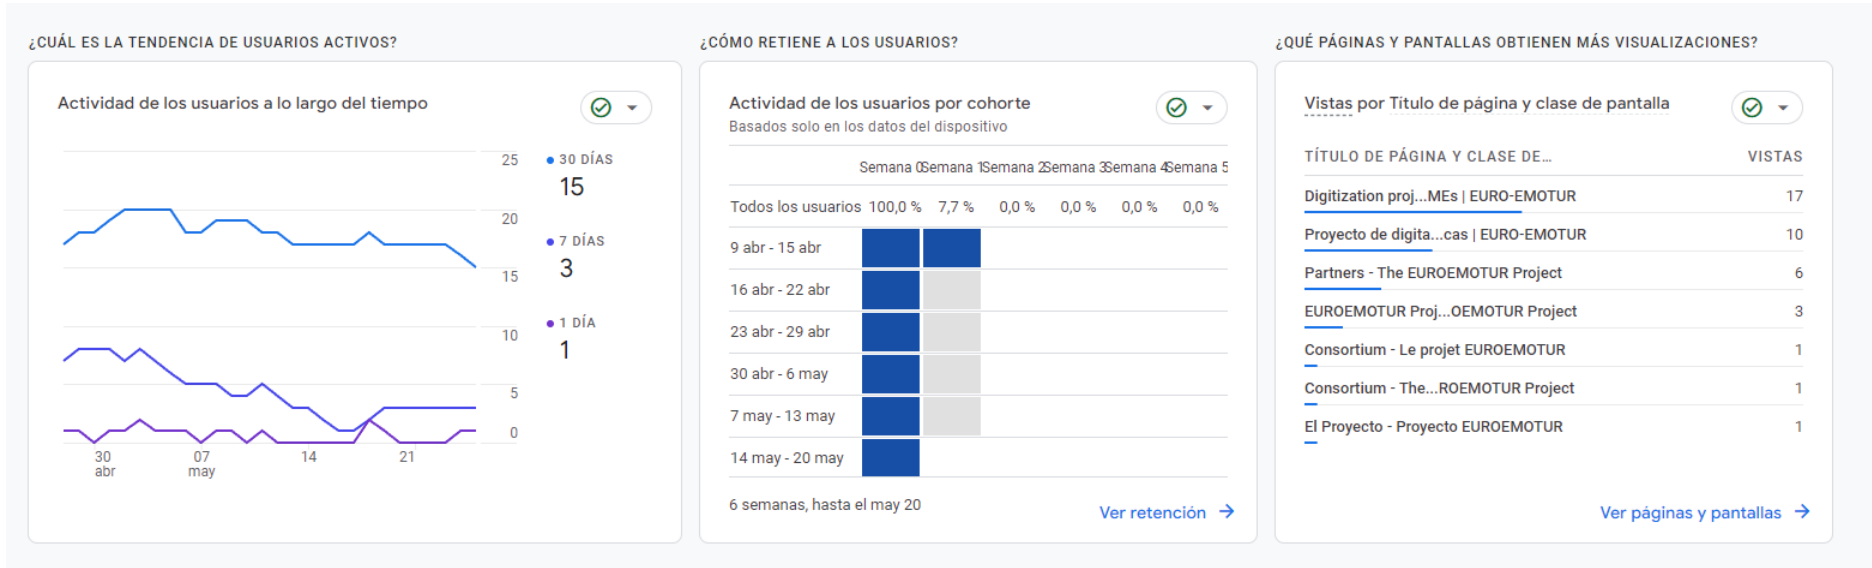 ¿CUÁL ES LA TENDENCIA DE USUARIOS ACTIVOS?
Actividad de los usuarios a lo largo del tiempo
25
20
15
10
5
0
30
abr
07
may
14
21
30 DÍAS
15
7 DÍAS
3
1 DÍA
1
¿CÓMO RETIENE A LOS USUARIOS?
Actividad de los usuarios por cohorte
Basados solo en los datos del dispositivo
Semana 0 Semana 1 Semana 2 Semana 3 Semana 4 Semana 5
Todos los usuarios 100,0 % 7,7 % 0,0 % 0,0 % 0,0 % 0,0 %
9 abr - 15 abr
16 abr - 22 abr
23 abr - 29 abr
30 abr - 6 may
7 may - 13 may
14 may - 20 may
6 semanas, hasta el may 20
Ver retención
¿QUÉ PÁGINAS Y PANTALLAS OBTIENEN MÁS VISUALIZACIONES?
Vistas por Título de página y clase de pantalla
TÍTULO DE PÁGINA Y CLASE DE... VISTAS
Digitization proj...MEs | EURO-EMOTUR 17
Proyecto de digita...cas | EURO-EMOTUR 10
Partners - The EUROEMOTUR Project 6
EUROEMOTUR Proj...OEMOTUR Project 3
Consortium - Le projet EUROEMOTUR 1
Consortium - The...ROEMOTUR Project 1
El Proyecto - Proyecto EUROEMOTUR 1
Ver páginas y pantallas